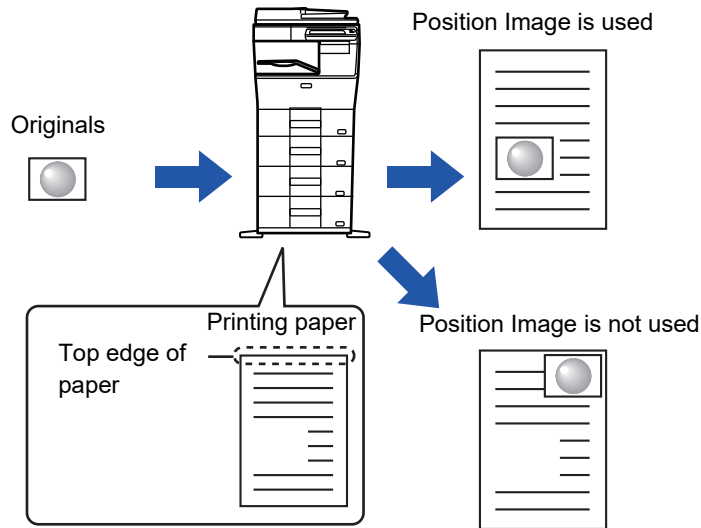 Position Image is used
Originals
Printing paper
Top edge of
paper
Position Image is not used